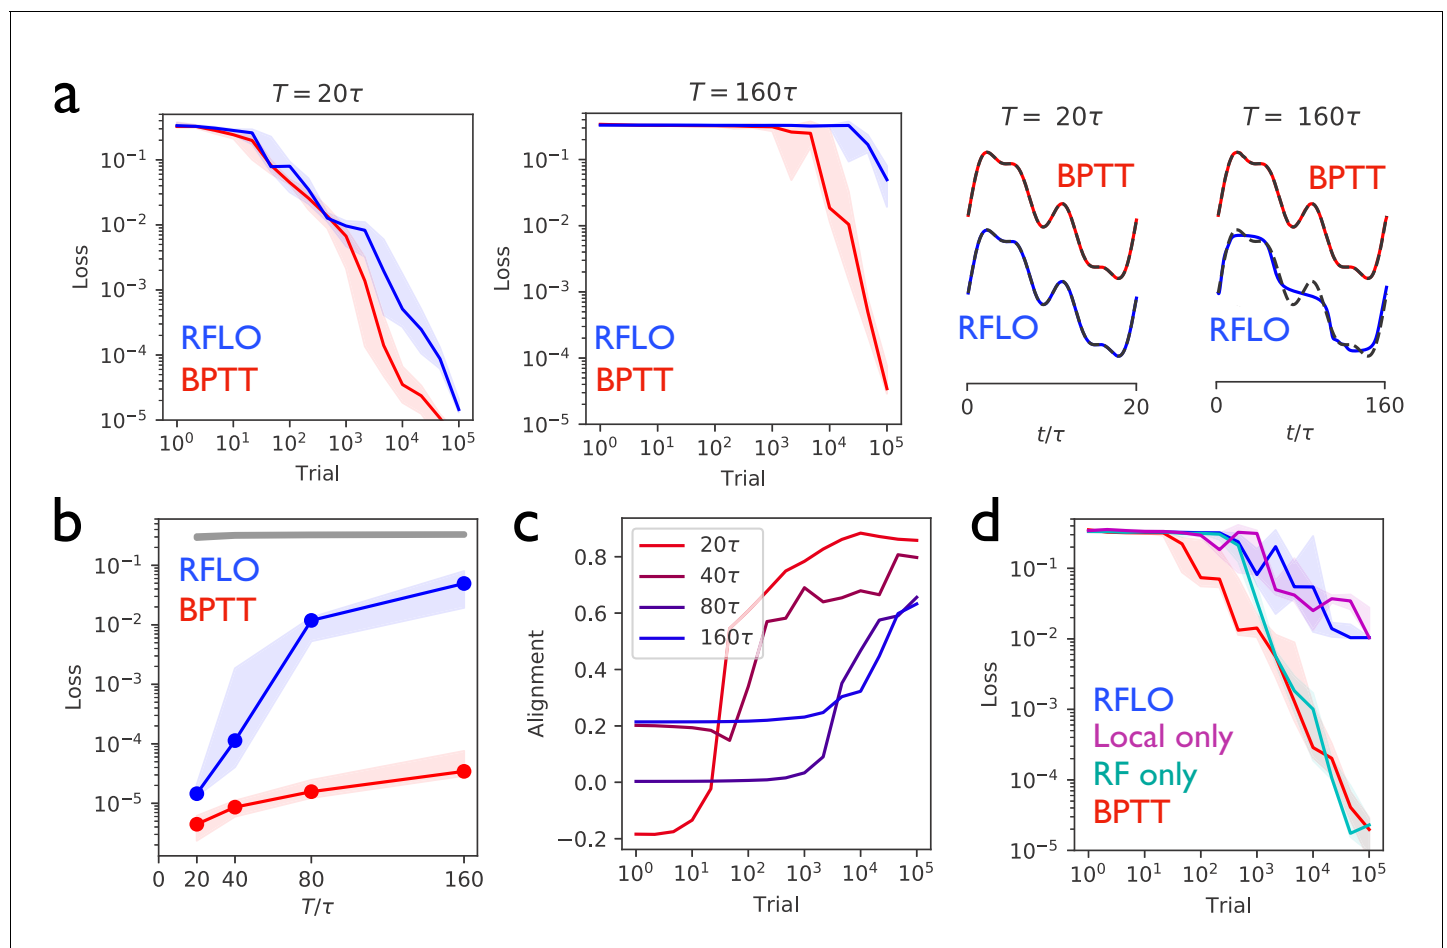 a
T = 20τ
10⁻¹
10⁻²
10⁻³
10⁻⁴
10⁻⁵
Loss
RFLO
BPTT
10⁰ 10¹ 10² 10³ 10⁴ 10⁵
Trial
T = 160τ
10⁻¹
10⁻²
10⁻³
10⁻⁴
10⁻⁵
Loss
RFLO
BPTT
10⁰ 10¹ 10² 10³ 10⁴ 10⁵
Trial
T = 20τ
BPTT
RFLO
0 20
t/τ
T = 160τ
BPTT
RFLO
0 160
t/τ
b
10⁻¹
10⁻²
10⁻³
10⁻⁴
10⁻⁵
Loss
RFLO
BPTT
0 20 40 80 160
T/τ
c
0.8
0.6
0.4
0.2
0.0
−0.2
Alignment
20τ
40τ
80τ
160τ
10⁰ 10¹ 10² 10³ 10⁴ 10⁵
Trial
d
10⁻¹
10⁻²
10⁻³
10⁻⁴
10⁻⁵
Loss
RFLO
Local only
RF only
BPTT
10⁰ 10¹ 10² 10³ 10⁴ 10⁵
Trial